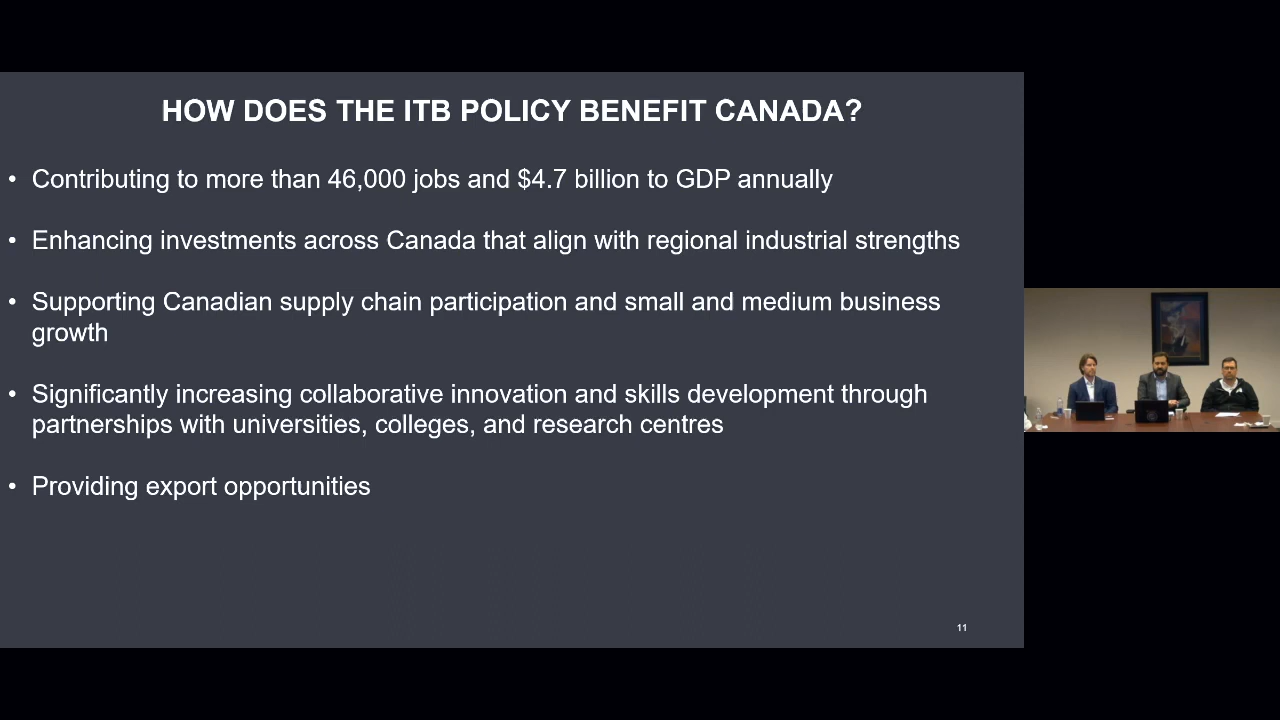 HOW DOES THE ITB POLICY BENEFIT CANADA?
• Contributing to more than 46,000 jobs and $4.7 billion to GDP annually
• Enhancing investments across Canada that align with regional industrial strengths
• Supporting Canadian supply chain participation and small and medium business
growth
• Significantly increasing collaborative innovation and skills development through
partnerships with universities, colleges, and research centres
• Providing export opportunities
11